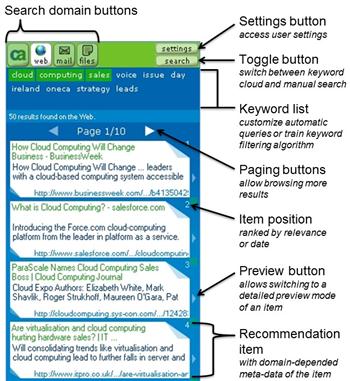 Search domain buttons
ca
web
mail
files
settings
search
cloud computing sales voice issue day
ireland oneca strategy leads
50 results found on the Web.
Page 1/10
1
How Cloud Computing Will Change
Business - BusinessWeek
How Cloud Computing Will Change ... leaders
with a cloud-based computing system accessible
http://www.businessweek.com/.../b4135042
2
What is Cloud Computing? - salesforce.com
Introducing the Force.com cloud-computing
platform from the leader in platform as a service.
http://www.salesforce.com/cloudcomputing/
3
ParaScale Names Cloud Computing Sales
Boss | Cloud Computing Journal
Cloud Expo Authors: Elizabeth White, Mark
Shavlik, Roger Strukhoff, Maureen O'Gara, Pat
http://cloudcomputing.sys-con.com/.../124282
4
Are virtualisation and cloud computing
hurting hardware sales? | IT ...
Will consolidating trends like virtualisation and
cloud computing lead to further falls in server and
http://www.itpro.co.uk/.../are-virtualisation-ar
Settings button
access user settings
Toggle button
switch between keyword
cloud and manual search
Keyword list
customize automatic
queries or train keyword
filtering algorithm
Paging buttons
allow browsing more
results
Item position
ranked by relevance
or date
Preview button
allows switching to a
detailed preview mode
of an item
Recommendation
item
with domain-depended
meta-data of the item